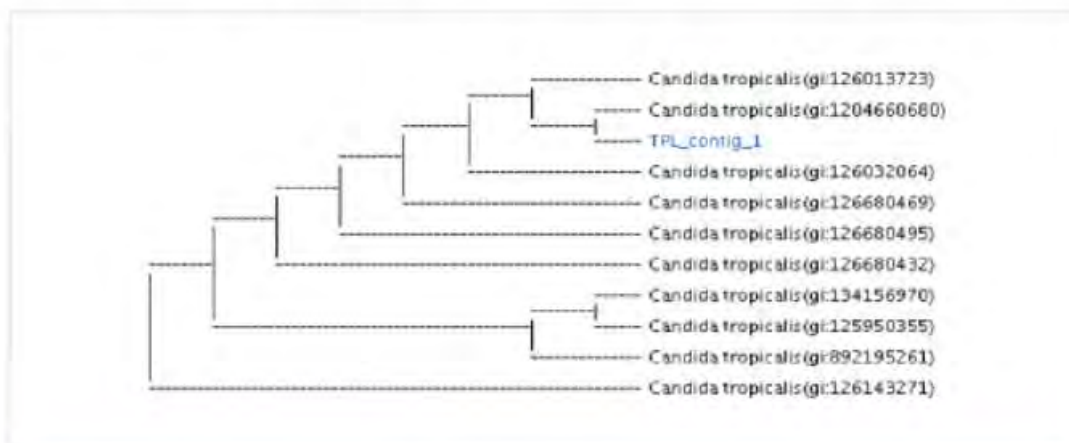 Candida tropicalis(gi:126013723)
Candida tropicalis(gi:1204660680)
TPL_contig_1
Candida tropicalis(gi:126032064)
Candida tropicalis(gi:126680469)
Candida tropicalis(gi:126680495)
Candida tropicalis(gi:126680432)
Candida tropicalis(gi:134156970)
Candida tropicalis(gi:125950355)
Candida tropicalis(gi:892195261)
Candida tropicalis(gi:126143271)